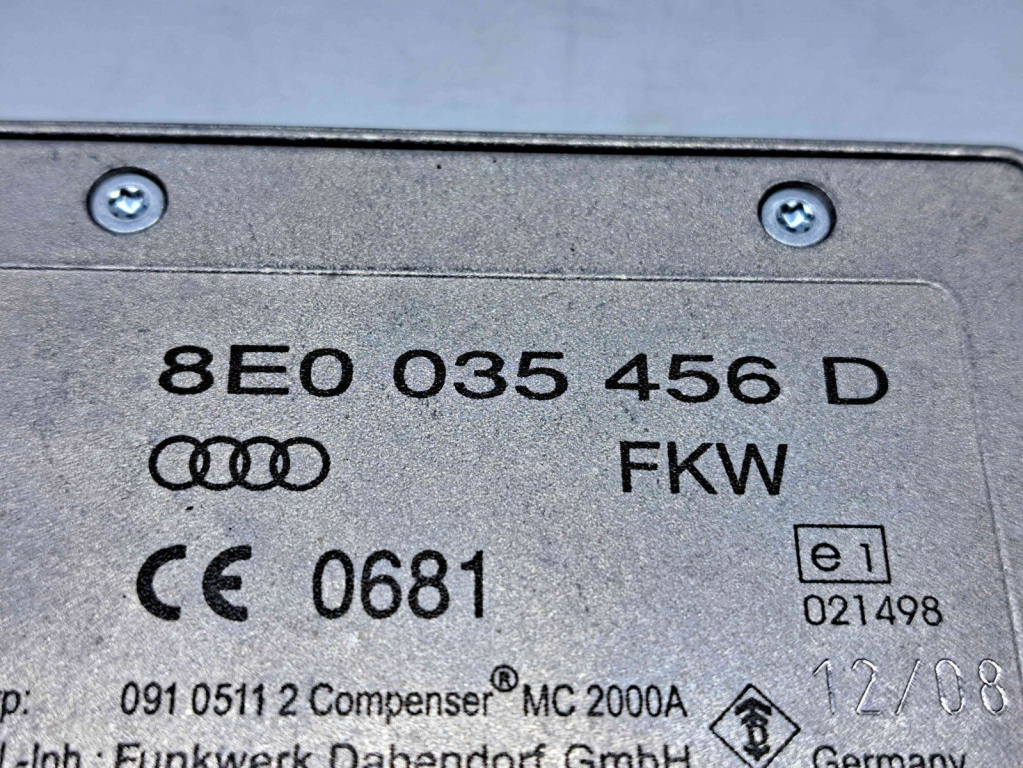 8E0 035 456 D
FKW
CE 0681
e1
021498
12/08
091 0511 2 Compenser® MC 2000A
Funkwerk Dabendorf GmbH
Germany